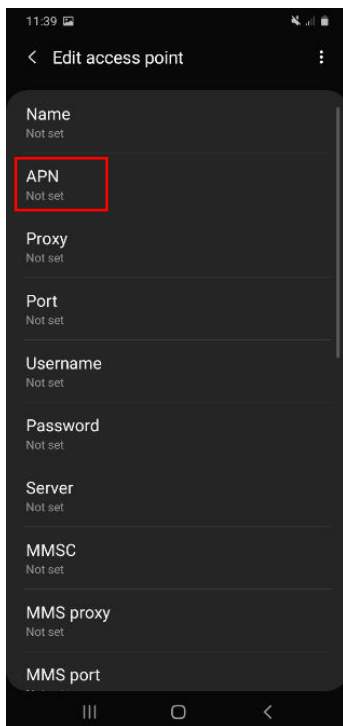 11:39
Edit access point
Name
Not set
APN
Not set
Proxy
Not set
Port
Not set
Username
Not set
Password
Not set
Server
Not set
MMSC
Not set
MMS proxy
Not set
MMS port